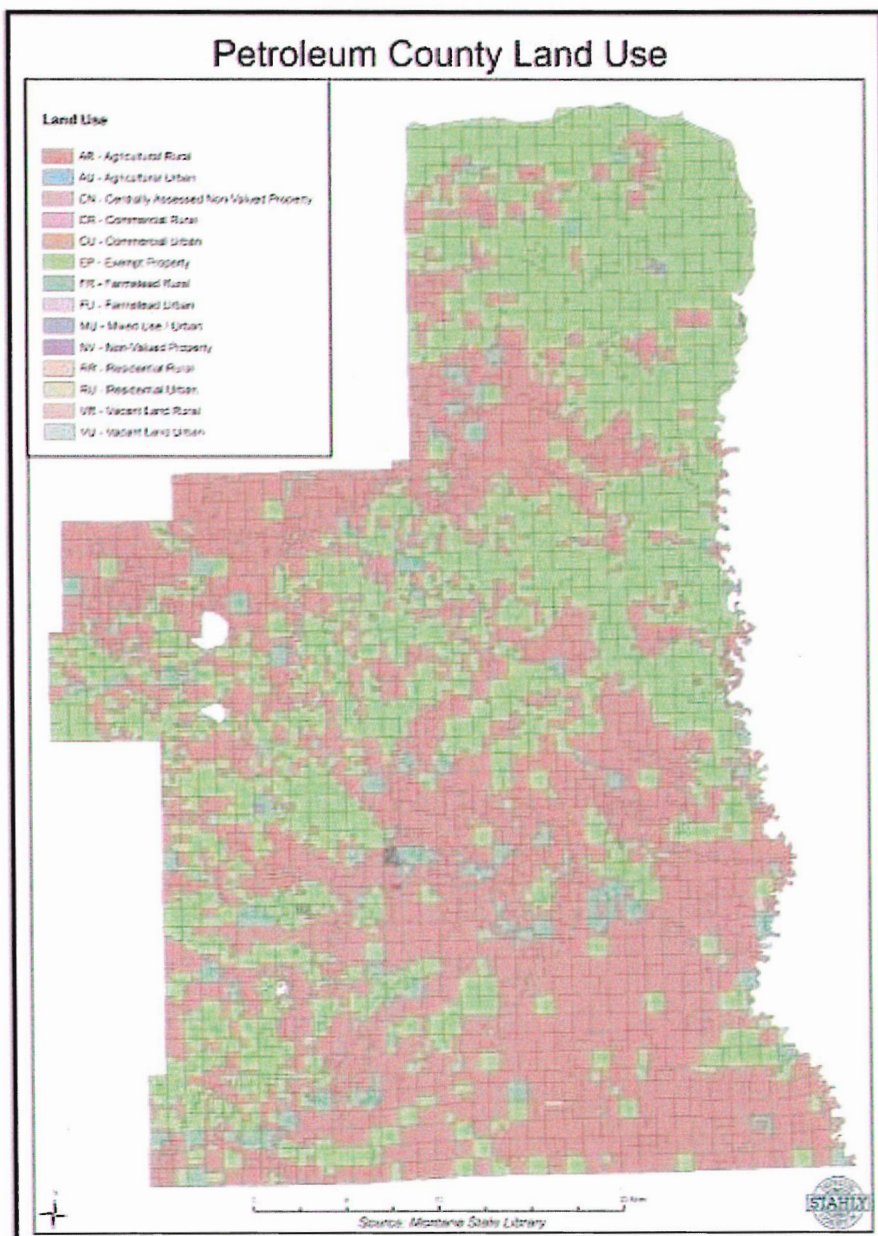 Petroleum County Land Use
Land Use
AR - Agricultural Rural
AU - Agricultural Urban
CN - Centrally Assessed Non Valued Property
CR - Commercial Rural
CU - Commercial Urban
EP - Exempt Property
FR - Farmstead Rural
FU - Farmstead Urban
MU - Mixed Use / Urban
NV - Non-Valued Property
RR - Residential Rural
RU - Residential Urban
VR - Vacant Land Rural
VU - Vacant Land Urban
Source: Montana State Library
STAHLY